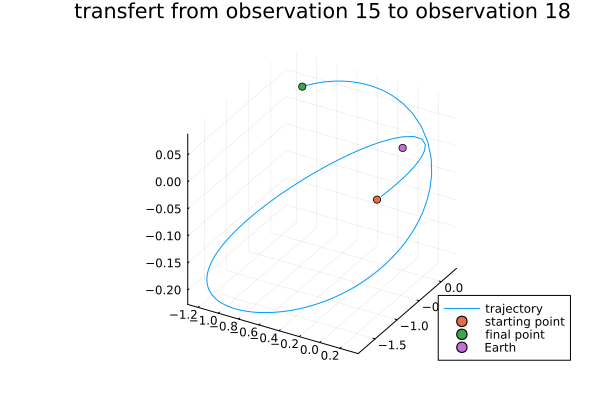 transfert from observation 15 to observation 18
0.05
0.00
−0.05
−0.10
−0.15
−0.20
−1.2 −1.0 −0.8 −0.6 −0.4 −0.2 0.0 0.2
0.0
−1.0
−1.5
trajectory
starting point
final point
Earth